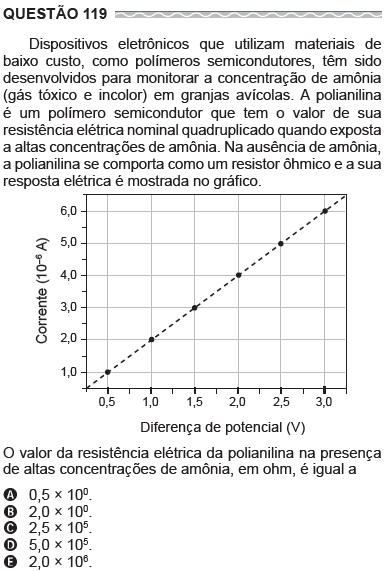 QUESTÃO 119
Dispositivos eletrônicos que utilizam materiais de
baixo custo, como polímeros semicondutores, têm sido
desenvolvidos para monitorar a concentração de amônia
(gás tóxico e incolor) em granjas avícolas. A polianilina
é um polímero semicondutor que tem o valor de sua
resistência elétrica nominal quadruplicado quando exposta
a altas concentrações de amônia. Na ausência de amônia,
a polianilina se comporta como um resistor ôhmico e a sua
resposta elétrica é mostrada no gráfico.
Corrente (10⁻⁶ A)
6,0
5,0
4,0
3,0
2,0
1,0
0,5 1,0 1,5 2,0 2,5 3,0
Diferença de potencial (V)
O valor da resistência elétrica da polianilina na presença
de altas concentrações de amônia, em ohm, é igual a
A 0,5 × 10⁰.
B 2,0 × 10⁰.
C 2,5 × 10⁵.
D 5,0 × 10⁵.
E 2,0 × 10⁶.